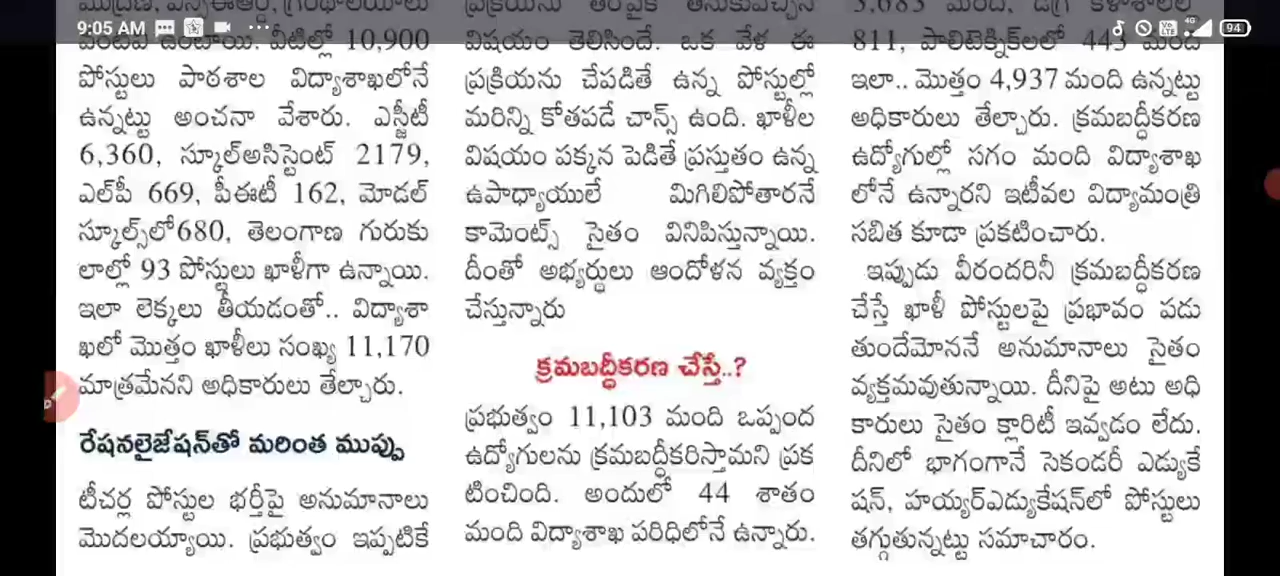 9:05 AM ... 4G Vo LTE 94
పోస్టులు పాఠశాల విద్యాశాఖలోనే
ఉన్నట్టు అంచనా వేశారు. ఎస్జీటీ
6,360, స్కూల్అసిస్టెంట్ 2179,
ఎల్‌పీ 669, పీఈటీ 162, మోడల్
స్కూల్స్‌లో680, తెలంగాణ గురుకు
లాల్లో 93 పోస్టులు ఖాళీగా ఉన్నాయి.
ఇలా లెక్కలు తీయడంతో.. విద్యాశా
ఖలో మొత్తం ఖాళీలు సంఖ్య 11,170
మాత్రమేనని అధికారులు తేల్చారు.
రేషనలైజేషన్‌తో మరింత ముప్పు
టీచర్ల పోస్టుల భర్తీపై అనుమానాలు
మొదలయ్యాయి. ప్రభుత్వం ఇప్పటికే
విషయం తెలిసిందే. ఒక వేళ ఈ
ప్రక్రియను చేపడితే ఉన్న పోస్టుల్లో
మరిన్ని కోతపడే చాన్స్ ఉంది. ఖాళీల
విషయం పక్కన పెడితే ప్రస్తుతం ఉన్న
ఉపాధ్యాయులే మిగిలిపోతారనే
కామెంట్స్ సైతం వినిపిస్తున్నాయి.
దీంతో అభ్యర్థులు ఆందోళన వ్యక్తం
చేస్తున్నారు
క్రమబద్ధీకరణ చేస్తే..?
ప్రభుత్వం 11,103 మంది ఒప్పంద
ఉద్యోగులను క్రమబద్ధీకరిస్తామని ప్రక
టించింది. అందులో 44 శాతం
మంది విద్యాశాఖ పరిధిలోనే ఉన్నారు.
811, పాలిటెక్నిక్‌లలో 443 మంది
ఇలా.. మొత్తం 4,937 మంది ఉన్నట్టు
అధికారులు తేల్చారు. క్రమబద్ధీకరణ
ఉద్యోగుల్లో సగం మంది విద్యాశాఖ
లోనే ఉన్నారని ఇటీవల విద్యామంత్రి
సబిత కూడా ప్రకటించారు.
ఇప్పుడు వీరందరినీ క్రమబద్ధీకరణ
చేస్తే ఖాళీ పోస్టులపై ప్రభావం పడు
తుందేమోననే అనుమానాలు సైతం
వ్యక్తమవుతున్నాయి. దీనిపై అటు అధి
కారులు సైతం క్లారిటీ ఇవ్వడం లేదు.
దీనిలో భాగంగానే సెకండరీ ఎడ్యుకే
షన్, హయ్యర్ఎడ్యుకేషన్‌లో పోస్టులు
తగ్గుతున్నట్టు సమాచారం.